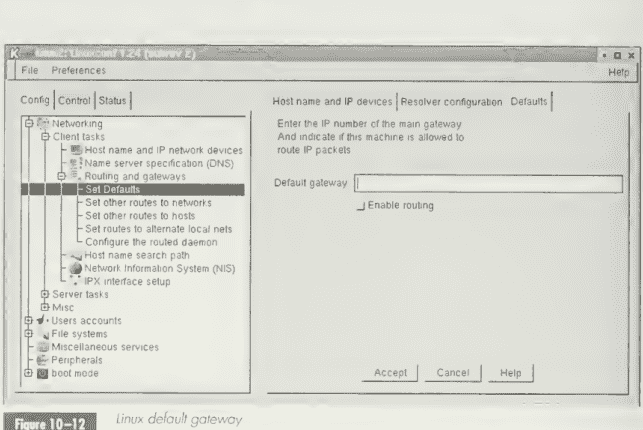 Linuxconf 1.24 (subrev 2)
File Preferences Help
Config Control Status
Networking
Client tasks
Host name and IP network devices
Name server specification (DNS)
Routing and gateways
Set Defaults
Set other routes to networks
Set other routes to hosts
Set routes to alternate local nets
Configure the routed daemon
Host name search path
Network Information System (NIS)
IPX interface setup
Server tasks
Misc
Users accounts
File systems
Miscellaneous services
Peripherals
boot mode
Host name and IP devices Resolver configuration Defaults
Enter the IP number of the main gateway
And indicate if this machine is allowed to
route IP packets
Default gateway
Enable routing
Accept Cancel Help
Figure 10–12
Linux default gateway